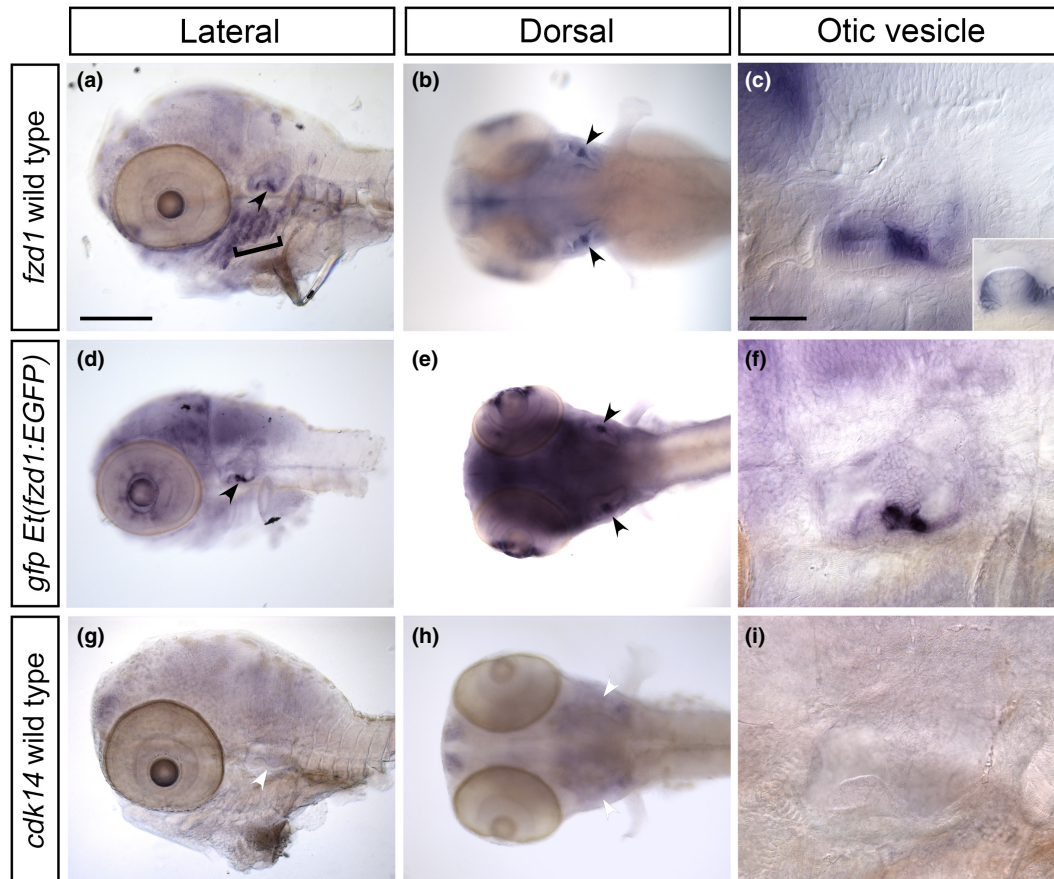 Lateral
Dorsal
Otic vesicle
fzd1 wild type
(a)
(b)
(c)
gfp Et(fzd1:EGFP)
(d)
(e)
(f)
cdk14 wild type
(g)
(h)
(i)